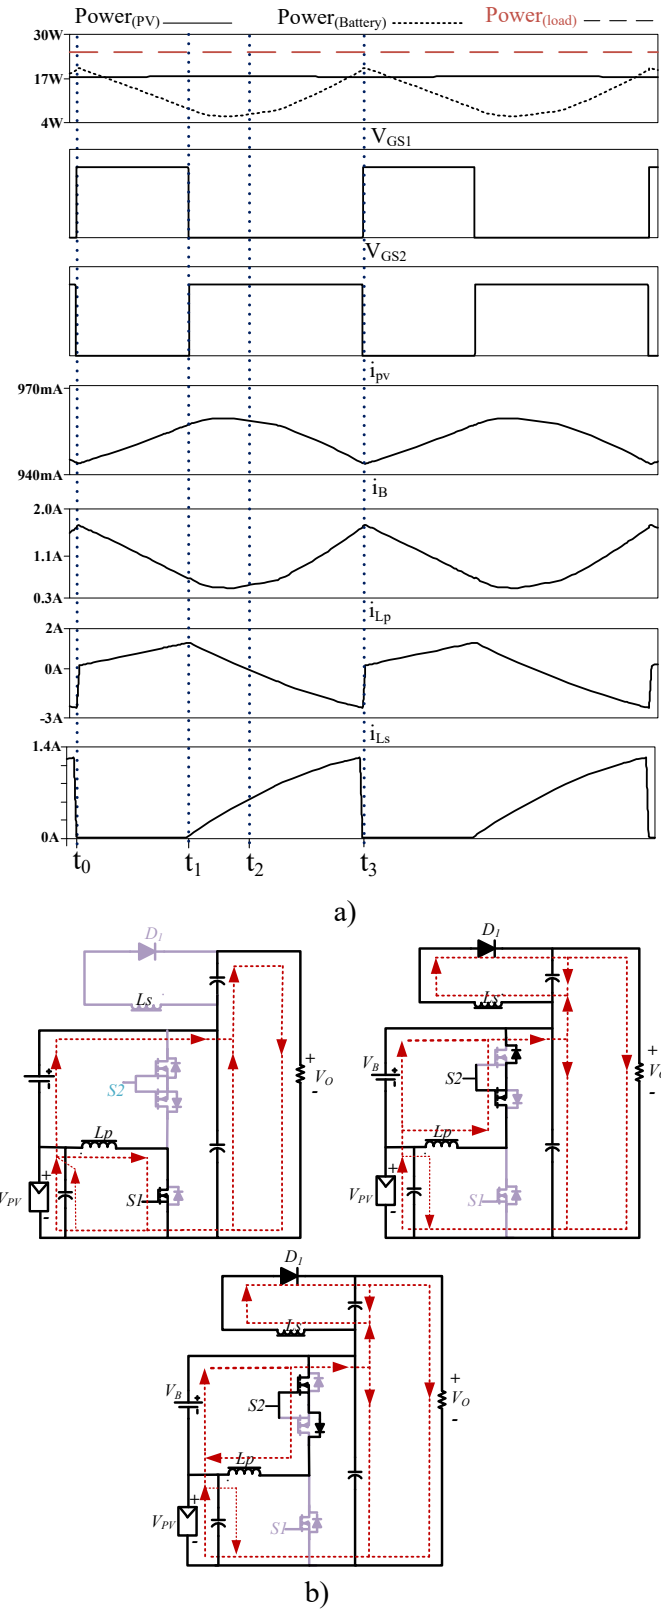 Power(PV) Power(Battery) Power(load)
30W
17W
4W
VGS1
VGS2
ipv
970mA
940mA
iB
2.0A
1.1A
0.3A
iLp
2A
0A
-3A
iLs
1.4A
0A
t0 t1 t2 t3
a)
D1
Ls
S2
+
VO
-
Lp
+
VPV
-
S1
D1
Ls
+
VB
S2
VO
-
Lp
+
VPV
-
S1
D1
Ls
+
VB
S2
VO
-
Lp
+
VPV
-
S1
b)